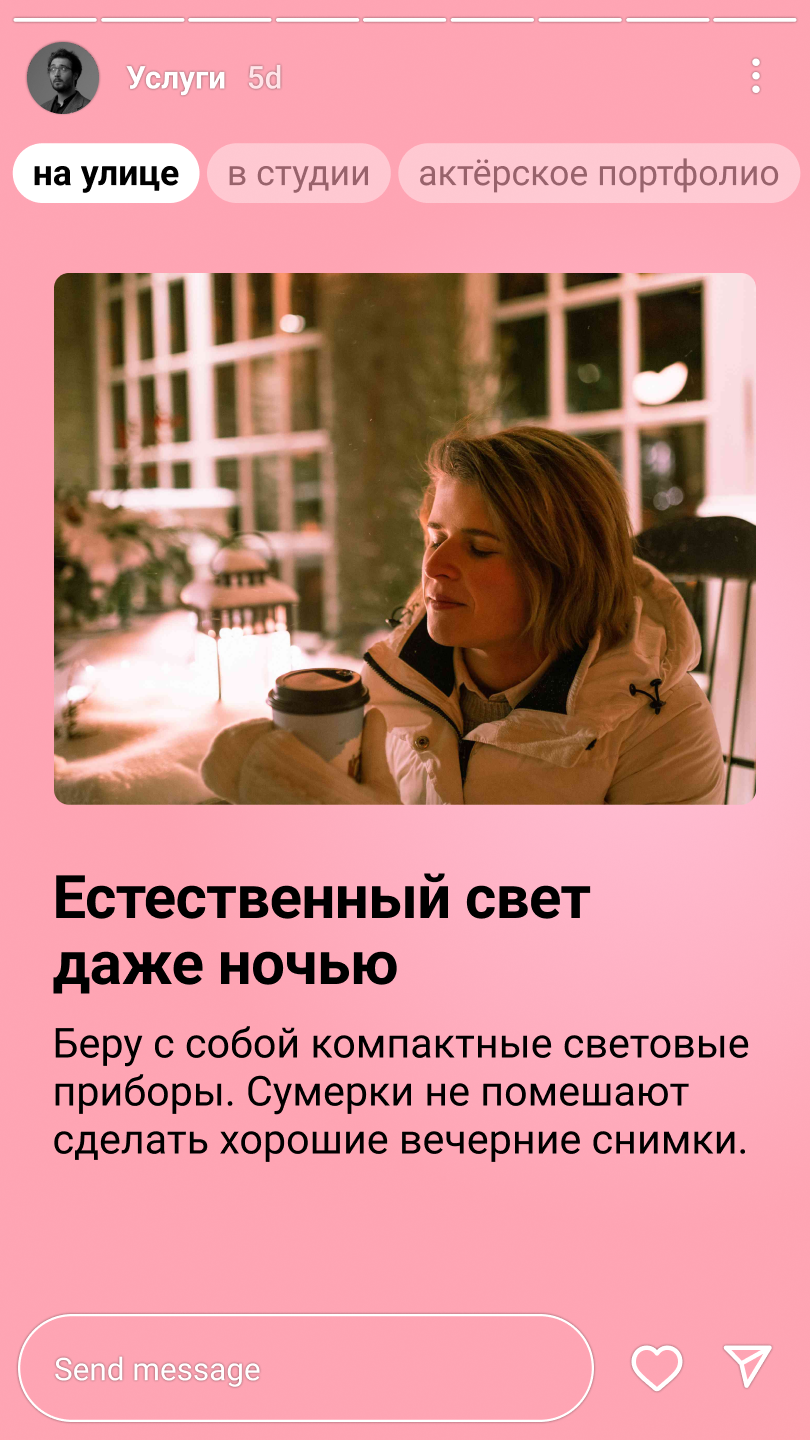 Услуги 5d
на улице в студии актёрское портфолио
Естественный свет
даже ночью
Беру с собой компактные световые
приборы. Сумерки не помешают
сделать хорошие вечерние снимки.
Send message